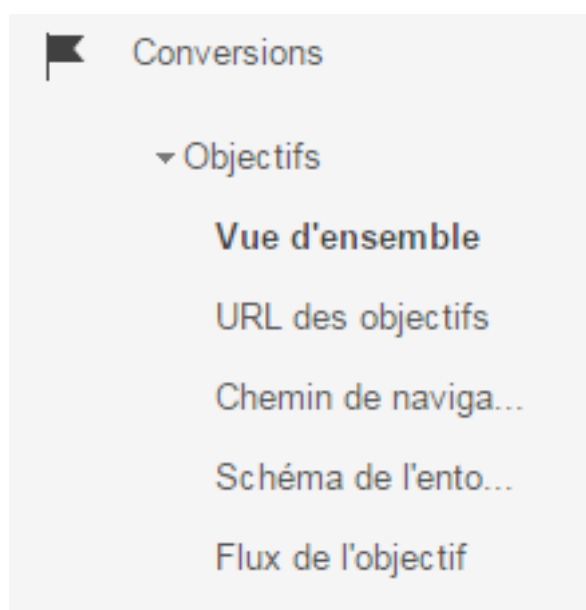 Conversions
Objectifs
Vue d'ensemble
URL des objectifs
Chemin de naviga...
Schéma de l'ento...
Flux de l'objectif